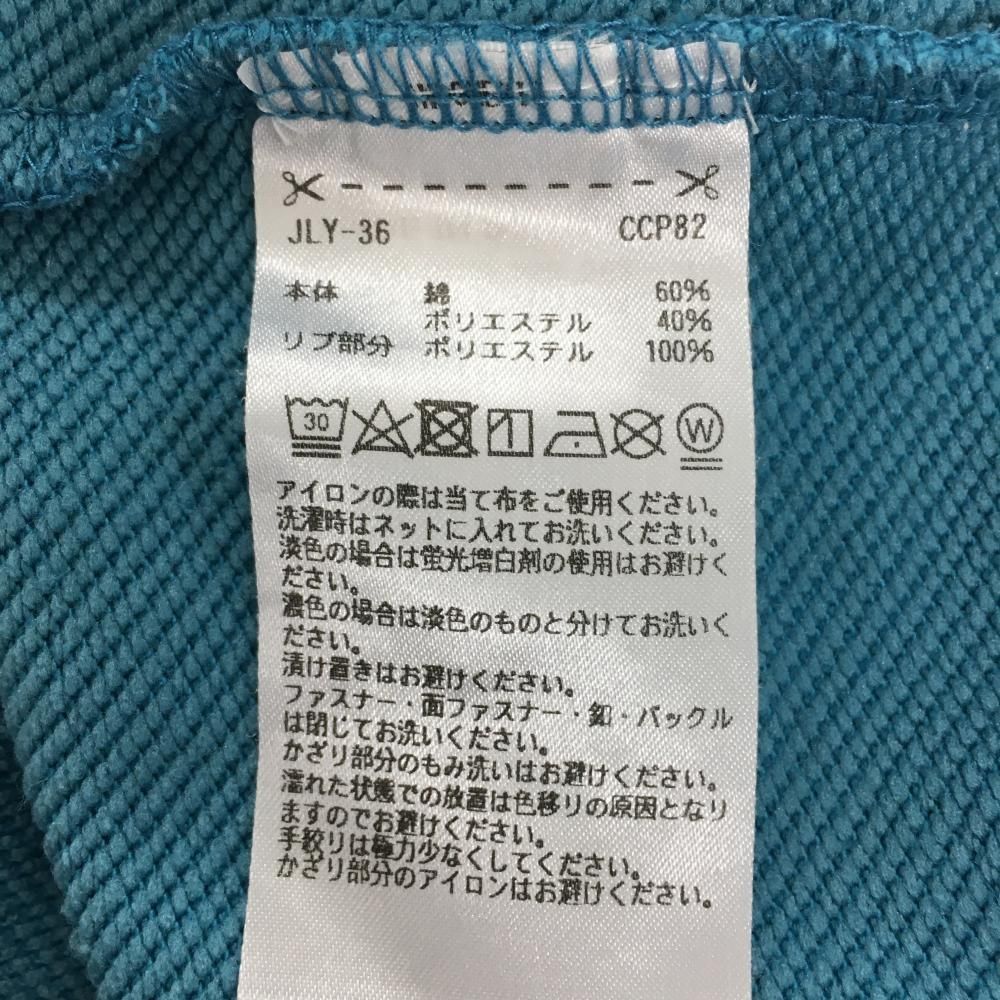 JLY-36 CCP82
本体 綿 60%
ポリエステル 40%
リブ部分 ポリエステル 100%
30 W
アイロンの際は当て布をご使用ください。
洗濯時はネットに入れてお洗いください。
淡色の場合は蛍光増白剤の使用はお避けく
ださい。
濃色の場合は淡色のものと分けてお洗いく
ださい。
漬け置きはお避けください。
ファスナー・面ファスナー・釦・バックル
は閉じてお洗いください。
かざり部分のもみ洗いはお避けください。
濡れた状態での放置は色移りの原因となり
ますのでお避けください。
手絞りは極力少なくしてください。
かざり部分のアイロンはお避けください。